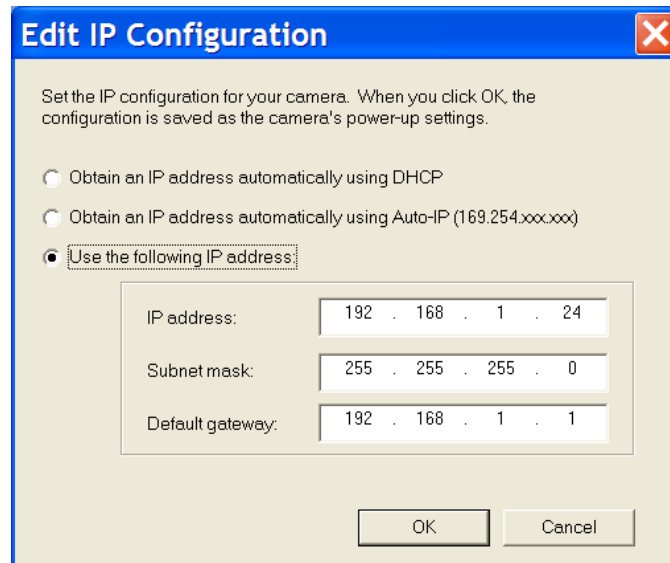 Edit IP Configuration
Set the IP configuration for your camera. When you click OK, the
configuration is saved as the camera's power-up settings.
Obtain an IP address automatically using DHCP
Obtain an IP address automatically using Auto-IP (169.254.xxx.xxx)
Use the following IP address:
IP address: 192 . 168 . 1 . 24
Subnet mask: 255 . 255 . 255 . 0
Default gateway: 192 . 168 . 1 . 1
OK Cancel